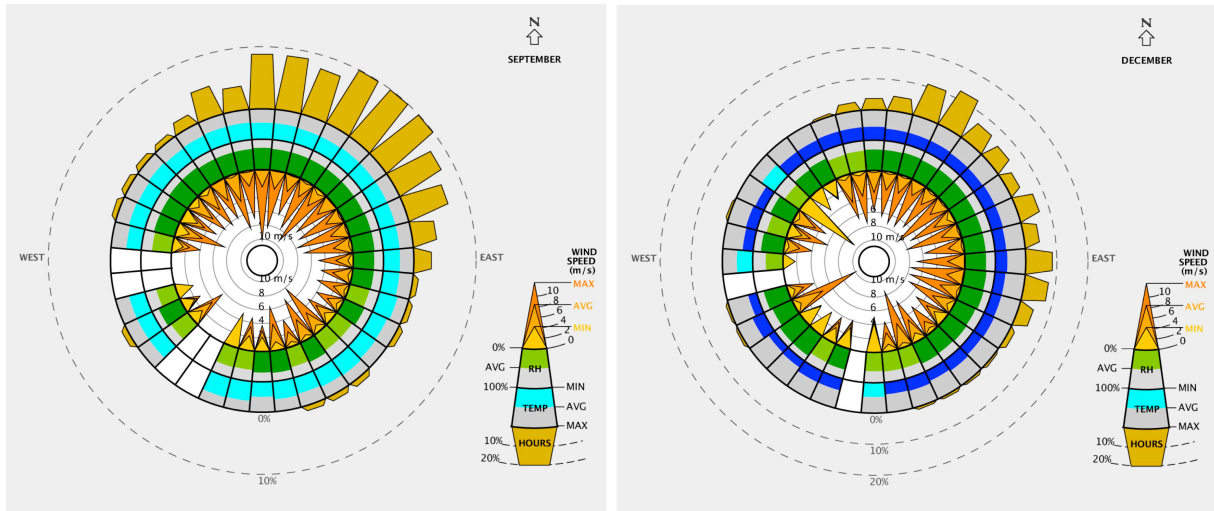 N
SEPTEMBER
WEST
EAST
10 m/s
10 m/s
8
6
4
0%
10%
WIND
SPEED
(m/s)
MAX
10
8
AVG
6
4
MIN
2
0
0%
RH
AVG
100%
MIN
TEMP
AVG
MAX
HOURS
10%
20%
N
DECEMBER
WEST
EAST
6
8
10 m/s
10 m/s
8
6
4
0%
10%
20%
WIND
SPEED
(m/s)
MAX
10
8
AVG
6
4
MIN
2
0
0%
RH
AVG
100%
MIN
TEMP
AVG
MAX
HOURS
10%
20%